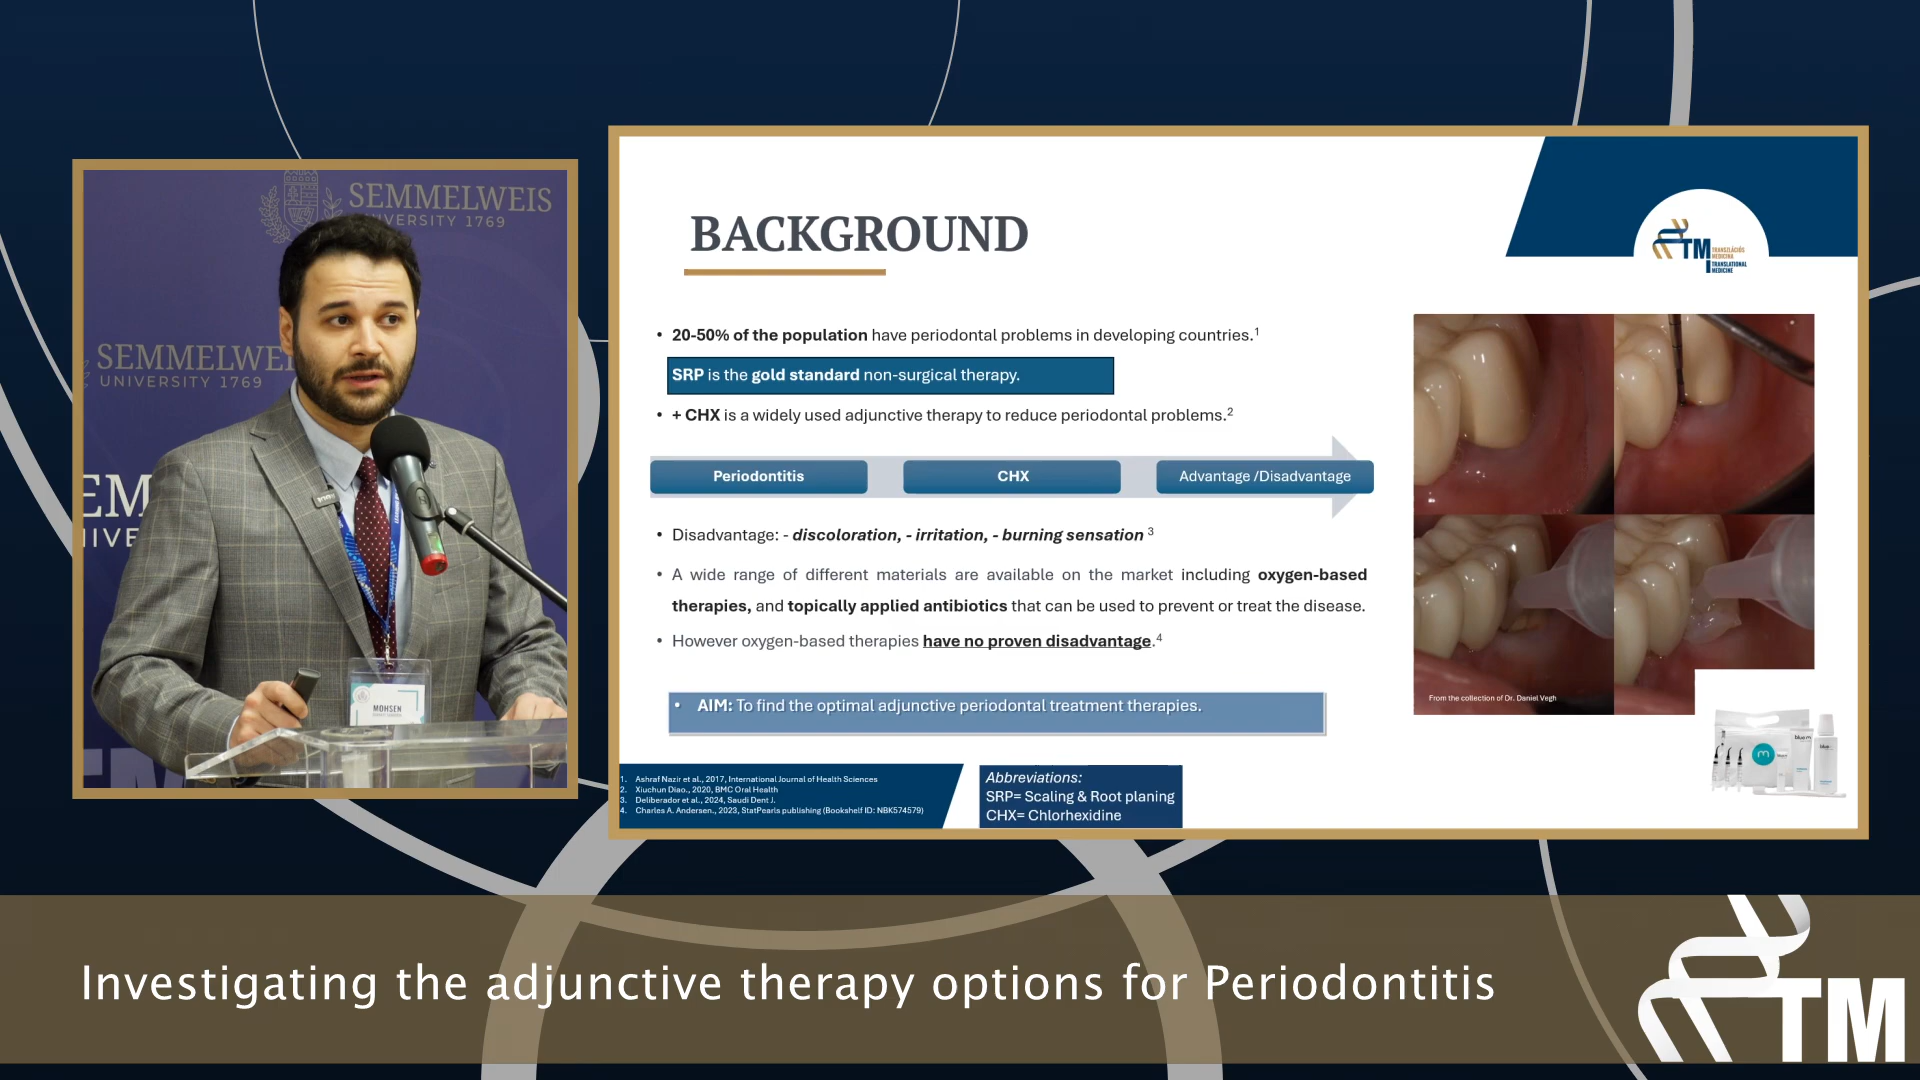 SEMMELWEIS
UNIVERSITY 1769
SEMMELWEI
UNIVERSITY 1769
SEM
NIVE
MOHSEN
BACKGROUND
TM
TRANSZLÁCIÓS
MEDICINA
TRANSLATIONAL
MEDICINE
• 20-50% of the population have periodontal problems in developing countries.1
SRP is the gold standard non-surgical therapy.
• + CHX is a widely used adjunctive therapy to reduce periodontal problems.2
Periodontitis CHX Advantage /Disadvantage
• Disadvantage: - discoloration, - irritation, - burning sensation 3
• A wide range of different materials are available on the market including oxygen-based
therapies, and topically applied antibiotics that can be used to prevent or treat the disease.
• However oxygen-based therapies have no proven disadvantage.4
• AIM: To find the optimal adjunctive periodontal treatment therapies.
From the collection of Dr. Daniel Vegh
blue m
1. Ashraf Nazir et al., 2017, International Journal of Health Sciences
2. Xiuchun Diao., 2020, BMC Oral Health
3. Deliberador et al., 2024, Saudi Dent J.
4. Charles A. Andersen., 2023, StatPearls publishing (Bookshelf ID: NBK574579)
Abbreviations:
SRP= Scaling & Root planing
CHX= Chlorhexidine
Investigating the adjunctive therapy options for Periodontitis
TM